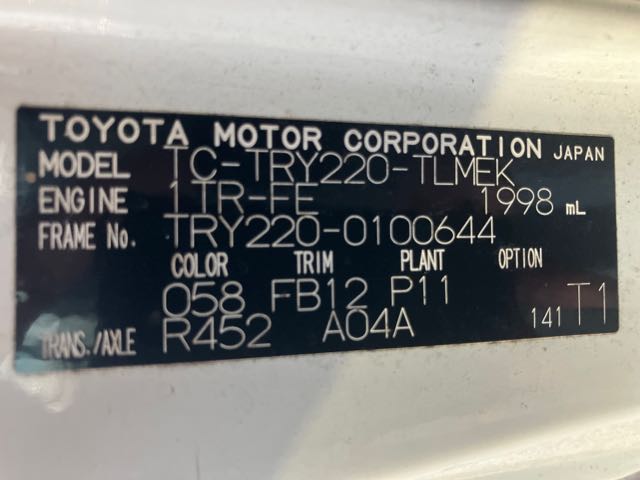 TOYOTA MOTOR CORPORATION JAPAN
MODEL TC-TRY220-TLMEK
ENGINE 1TR-FE 1998 mL
FRAME No. TRY220-0100644
COLOR TRIM PLANT OPTION
058 FB12 P11
TRANS./AXLE R452 A04A 141 T1